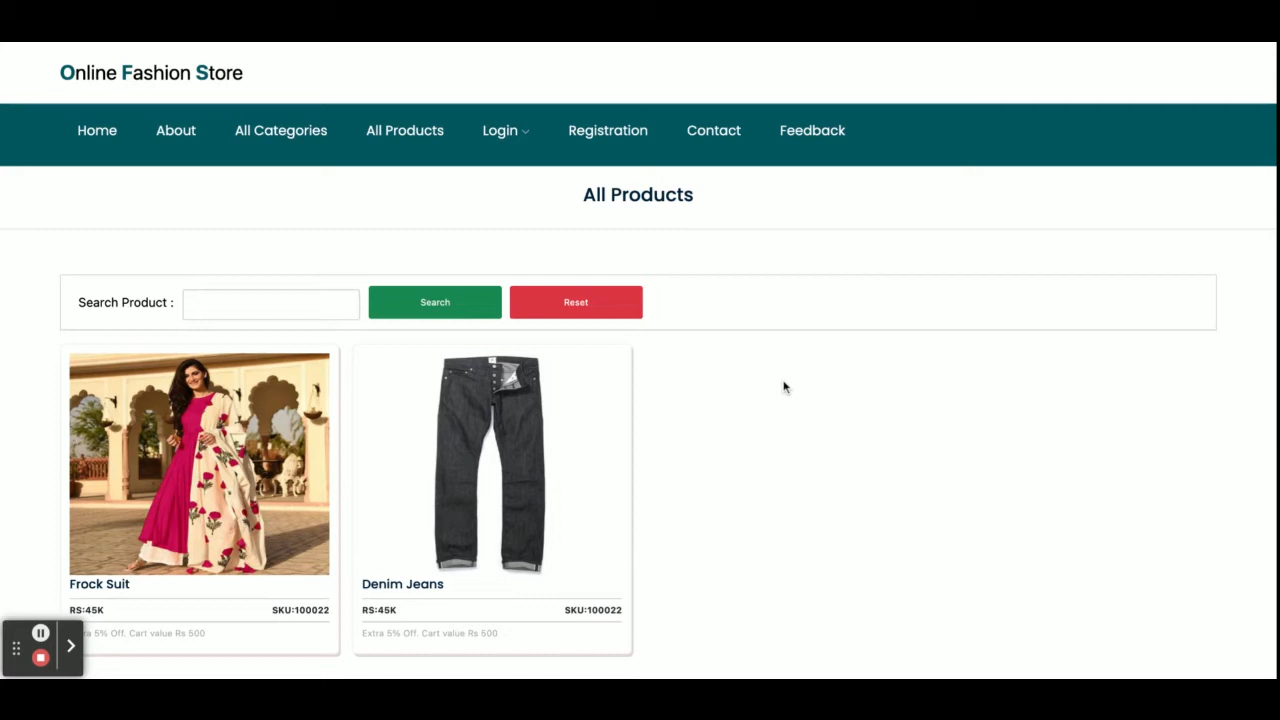 Online Fashion Store
Home About All Categories All Products Login Registration Contact Feedback
All Products
Search Product : Search Reset
Frock Suit Denim Jeans
RS:45K SKU:100022 RS:45K SKU:100022
ra 5% Off. Cart value Rs 500 Extra 5% Off. Cart value Rs 500